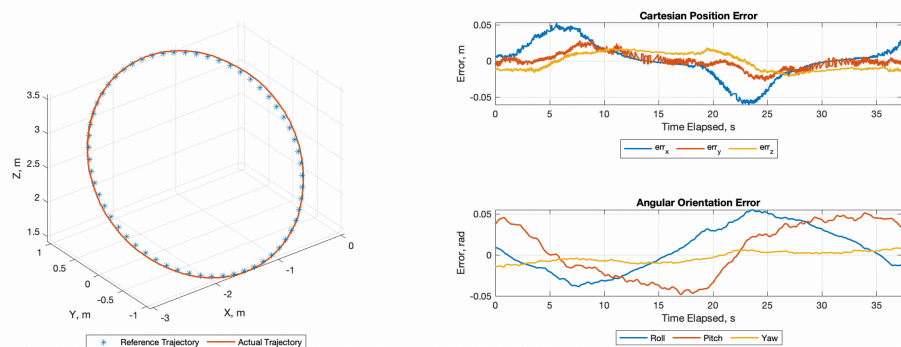 3.5
3
2.5
2
1.5
1
0.5
0
-0.5
-1
-3
-2
-1
0
Z, m
Y, m
X, m
Reference Trajectory
Actual Trajectory
Cartesian Position Error
0.05
0
-0.05
Error, m
0 5 10 15 20 25 30 35
Time Elapsed, s
err_x err_y err_z
Angular Orientation Error
0.05
0
-0.05
Error, rad
0 5 10 15 20 25 30 35
Time Elapsed, s
Roll Pitch Yaw